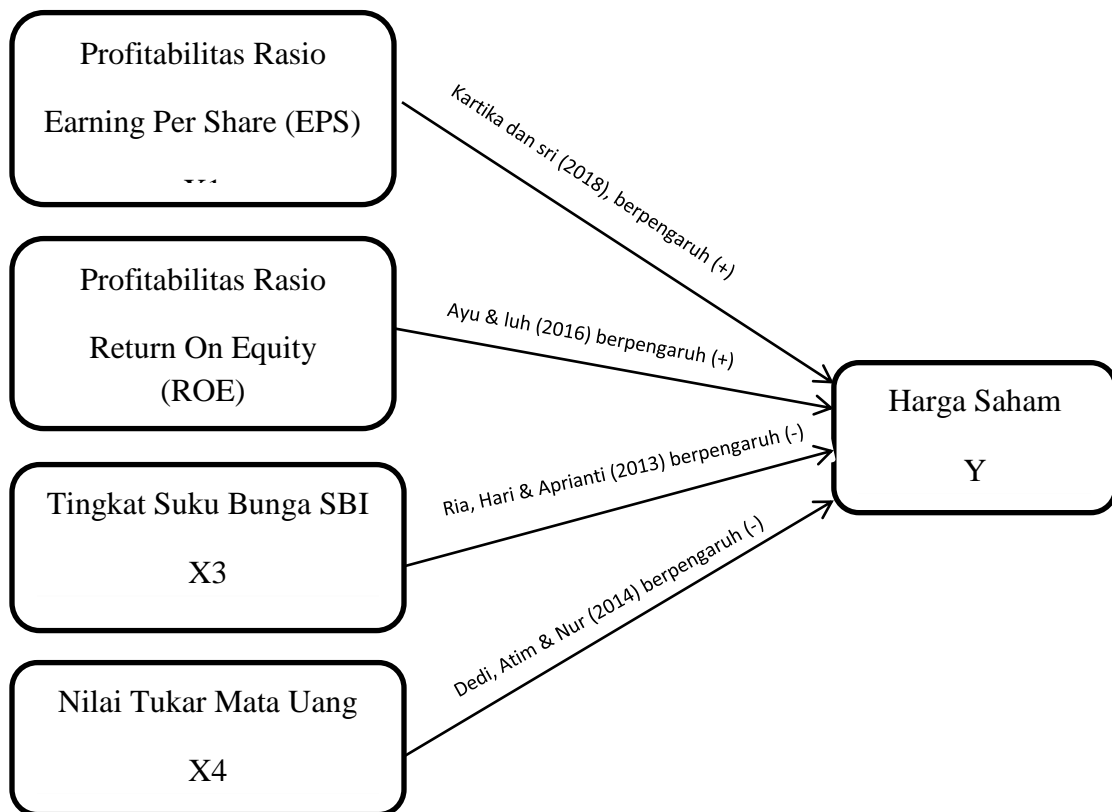 Profitabilitas Rasio
Earning Per Share (EPS)
Kartika dan sri (2018), berpengaruh (+)
Profitabilitas Rasio
Return On Equity
(ROE)
Ayu & luh (2016) berpengaruh (+)
Harga Saham
Y
Tingkat Suku Bunga SBI
X3
Ria, Hari & Aprianti (2013) berpengaruh (-)
Nilai Tukar Mata Uang
X4
Dedi, Atim & Nur (2014) berpengaruh (-)